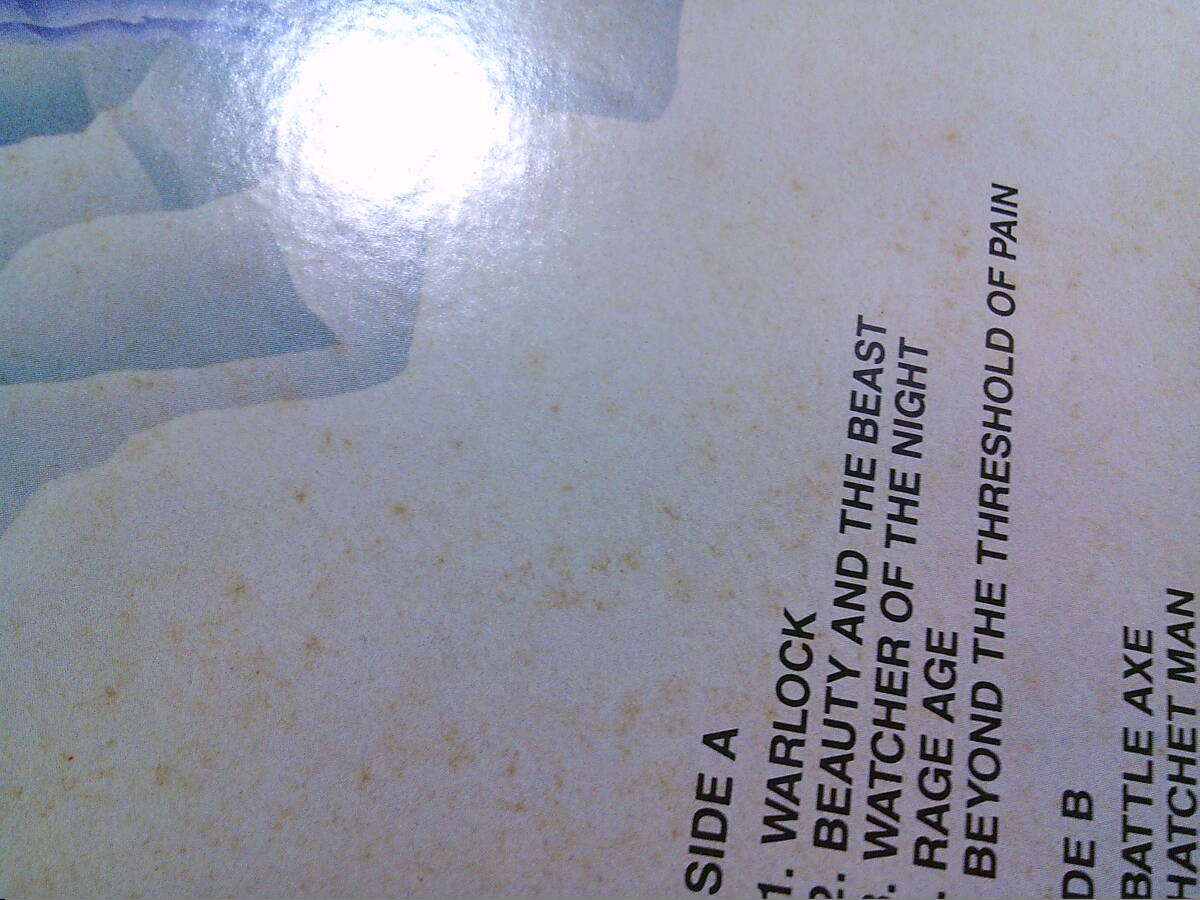 SIDE A
1. WARLOCK
2. BEAUTY AND THE BEAST
3. WATCHER OF THE NIGHT
. RAGE AGE
BEYOND THE THRESHOLD OF PAIN
DE B
BATTLE AXE
HATCHET MAN